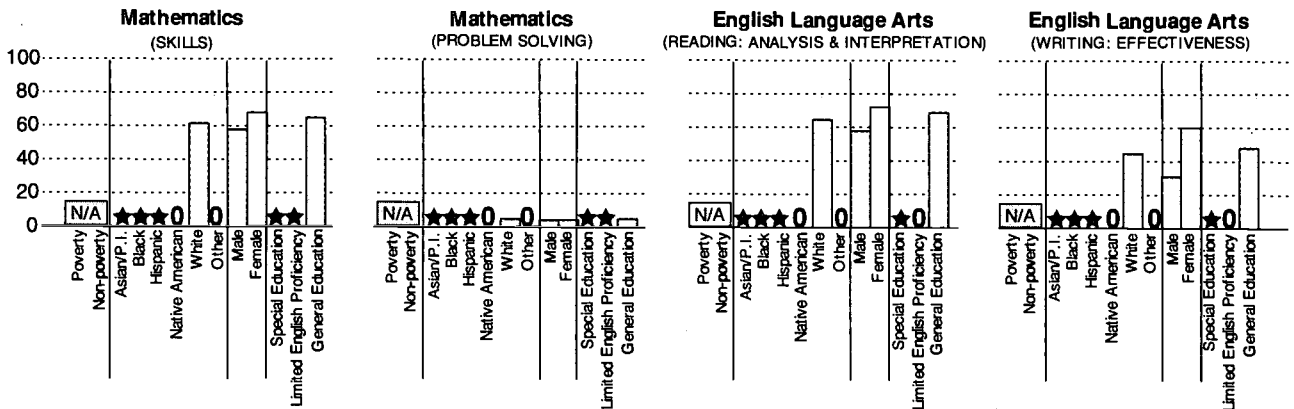 Mathematics
(SKILLS)
100
80
60
40
20
0
N/A
★★★0 0 ★★
Poverty
Non-poverty
Asian/P.I.
Black
Hispanic
Native American
White
Other
Male
Female
Special Education
Limited English Proficiency
General Education
Mathematics
(PROBLEM SOLVING)
N/A
★★★0 0 ★★
Poverty
Non-poverty
Asian/P.I.
Black
Hispanic
Native American
White
Other
Male
Female
Special Education
Limited English Proficiency
General Education
English Language Arts
(READING: ANALYSIS & INTERPRETATION)
N/A
★★★0 0 ★0
Poverty
Non-poverty
Asian/P.I.
Black
Hispanic
Native American
White
Other
Male
Female
Special Education
Limited English Proficiency
General Education
English Language Arts
(WRITING: EFFECTIVENESS)
N/A
★★★0 0 ★0
Poverty
Non-poverty
Asian/P.I.
Black
Hispanic
Native American
White
Other
Male
Female
Special Education
Limited English Proficiency
General Education